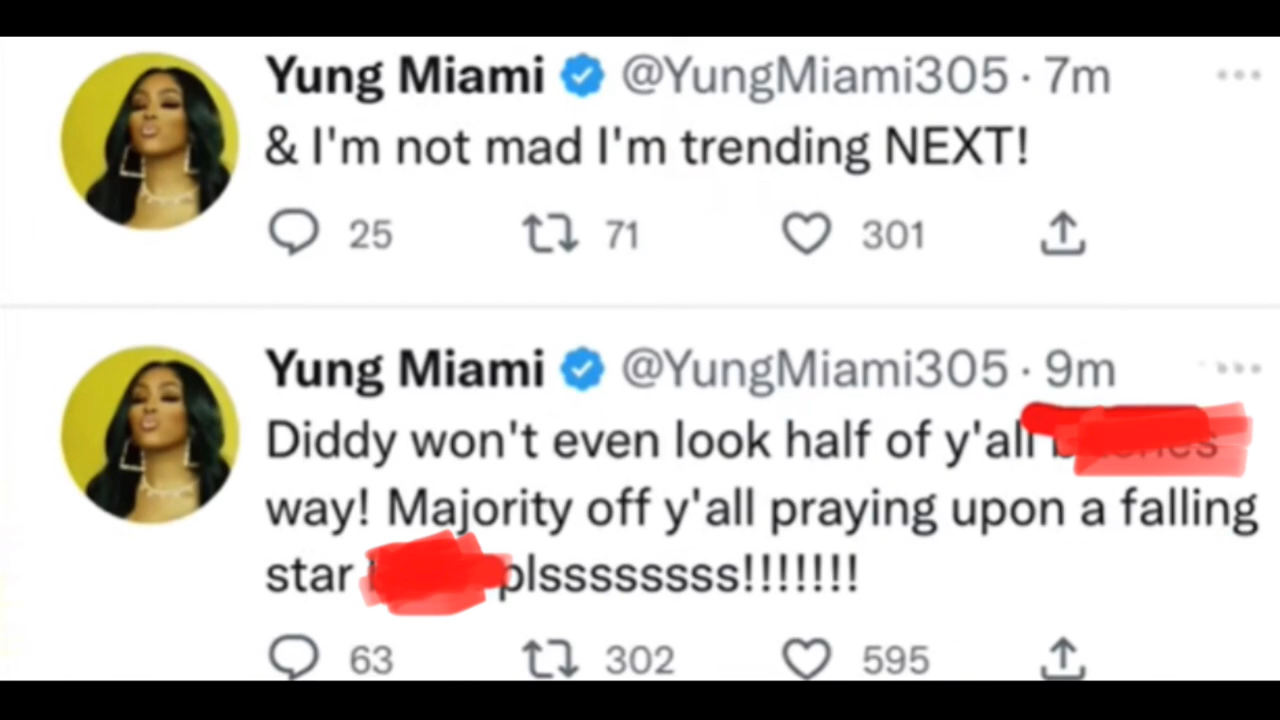 Yung Miami @YungMiami305 · 7m
& I'm not mad I'm trending NEXT!
25 71 301
Yung Miami @YungMiami305 · 9m
Diddy won't even look half of y'all
way! Majority off y'all praying upon a falling
star plsssssssss!!!!!!!
63 302 595